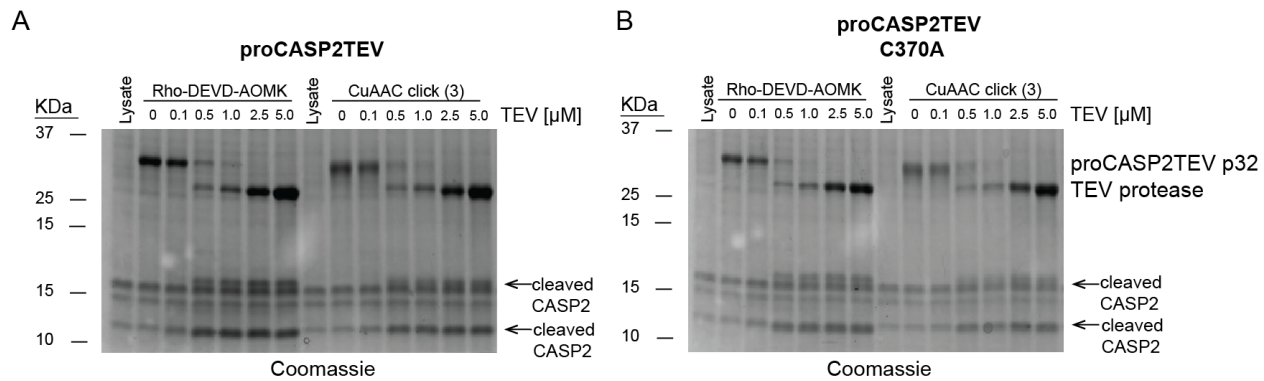 A
proCASP2TEV
KDa
Lysate
Rho-DEVD-AOMK
Lysate
CuAAC click (3)
0 0.1 0.5 1.0 2.5 5.0 0 0.1 0.5 1.0 2.5 5.0 TEV [µM]
37
25
15
15
10
cleaved
CASP2
cleaved
CASP2
Coomassie
B
proCASP2TEV
C370A
KDa
Lysate
Rho-DEVD-AOMK
Lysate
CuAAC click (3)
0 0.1 0.5 1.0 2.5 5.0 0 0.1 0.5 1.0 2.5 5.0 TEV [µM]
37
25
15
15
10
proCASP2TEV p32
TEV protease
cleaved
CASP2
cleaved
CASP2
Coomassie